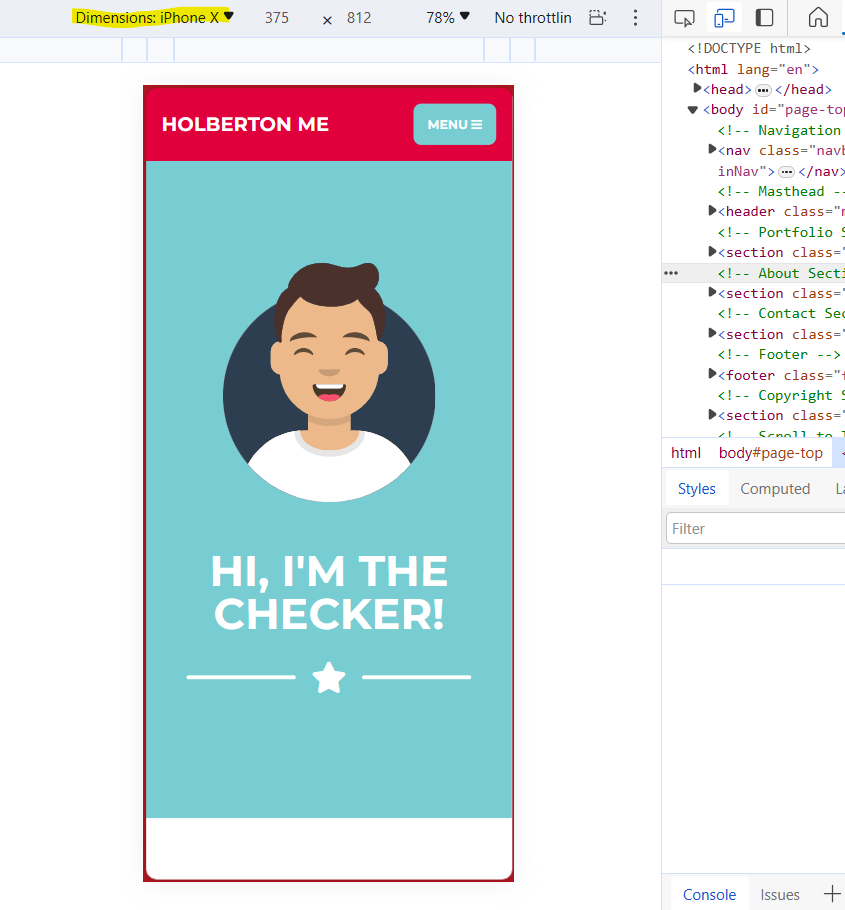 Dimensions: iPhone X 375 × 812 78% No throttlin
<!DOCTYPE html>
<html lang="en">
<head> ••• </head>
<body id="page-top
<!-- Navigation
<nav class="navb
inNav"> ••• </nav>
<!-- Masthead --
<header class="m
<!-- Portfolio S
<section class="
<!-- About Secti
<section class="
<!-- Contact Sec
<section class="
<!-- Footer -->
<footer class="f
<!-- Copyright S
<section class="
<!-- Scroll to T
html body#page-top
Styles Computed La
Filter
Console Issues
HOLBERTON ME
MENU
HI, I'M THE
CHECKER!